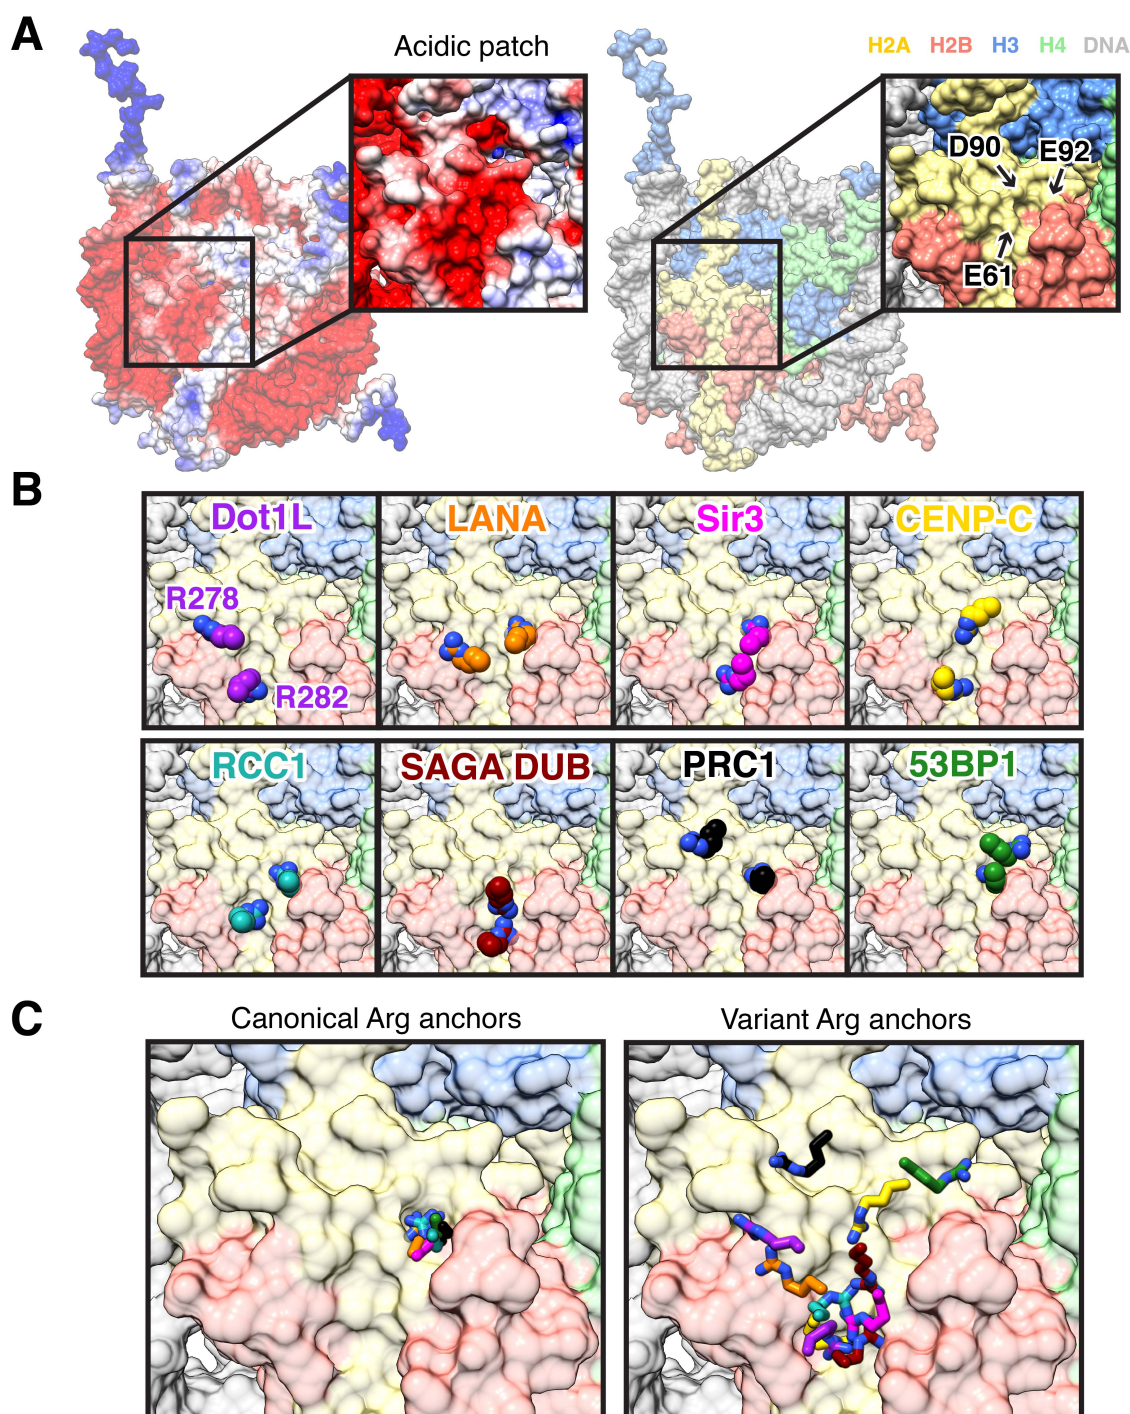 A
Acidic patch
H2A H2B H3 H4 DNA
D90
E92
E61
B
Dot1L
LANA
Sir3
CENP-C
R278
R282
RCC1
SAGA DUB
PRC1
53BP1
C
Canonical Arg anchors
Variant Arg anchors